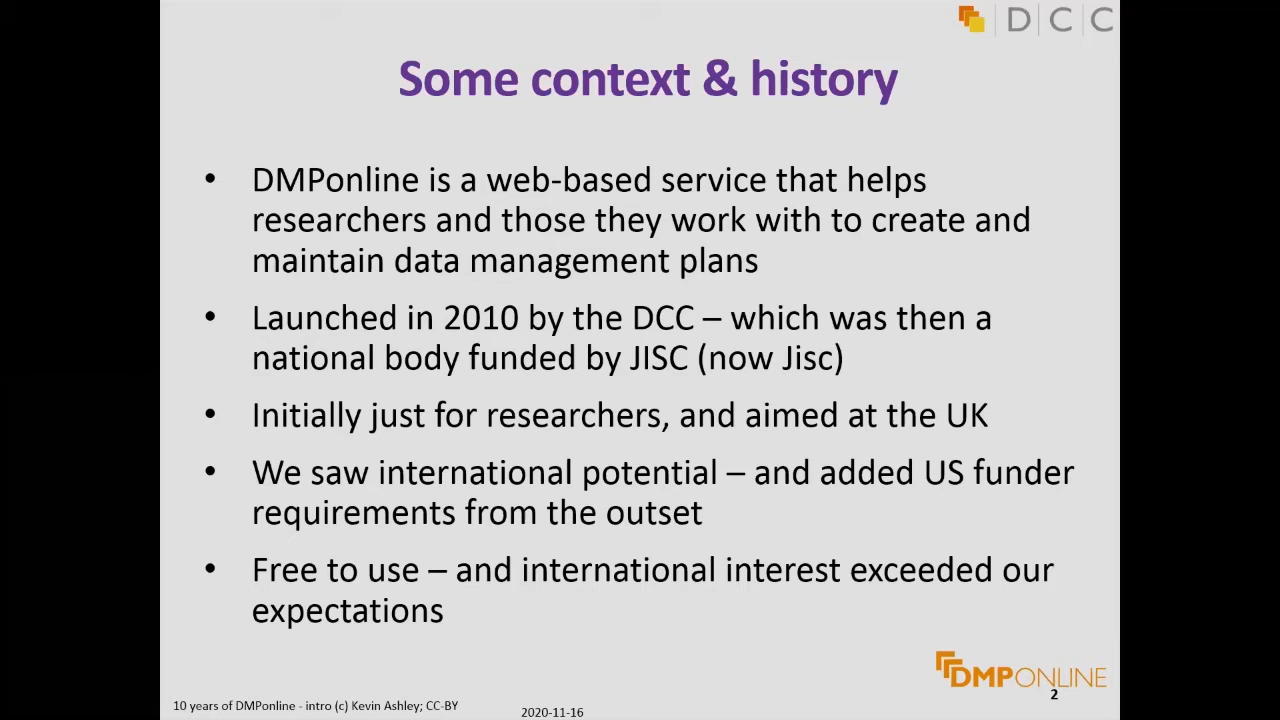 D C C
Some context & history
• DMPonline is a web-based service that helps
researchers and those they work with to create and
maintain data management plans
• Launched in 2010 by the DCC – which was then a
national body funded by JISC (now Jisc)
• Initially just for researchers, and aimed at the UK
• We saw international potential – and added US funder
requirements from the outset
• Free to use – and international interest exceeded our
expectations
DMPONLINE
2
10 years of DMPonline - intro (c) Kevin Ashley; CC-BY
2020-11-16